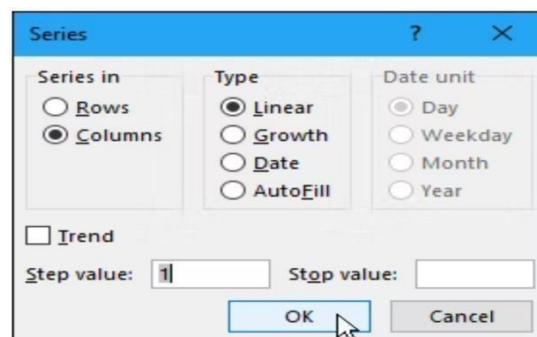 Series ? ×
Series in Type Date unit
Rows Linear Day
Columns Growth Weekday
Date Month
AutoFill Year
Trend
Step value: 1 Stop value:
OK Cancel